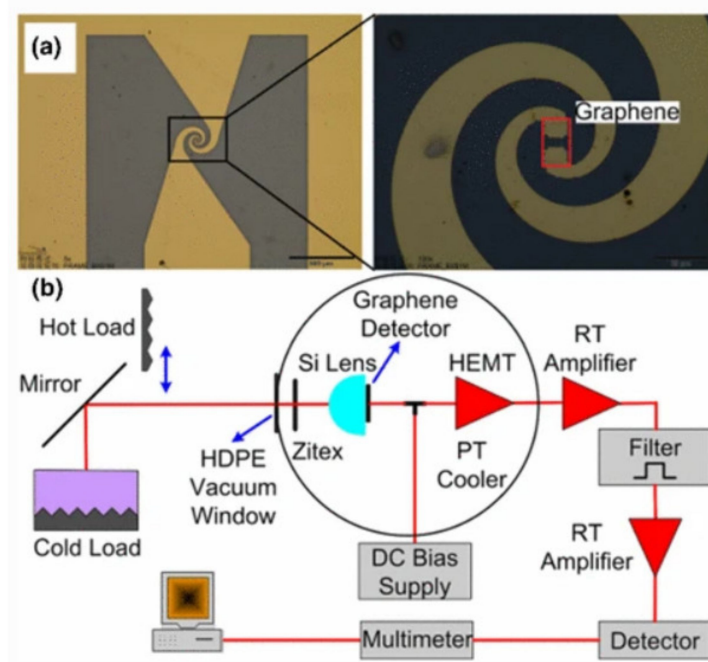 (a)
Graphene
(b)
Hot Load
Mirror
Cold Load
HDPE
Vacuum
Window
Zitex
Si Lens
Graphene
Detector
HEMT
PT
Cooler
DC Bias
Supply
RT
Amplifier
Filter
RT
Amplifier
Detector
Multimeter